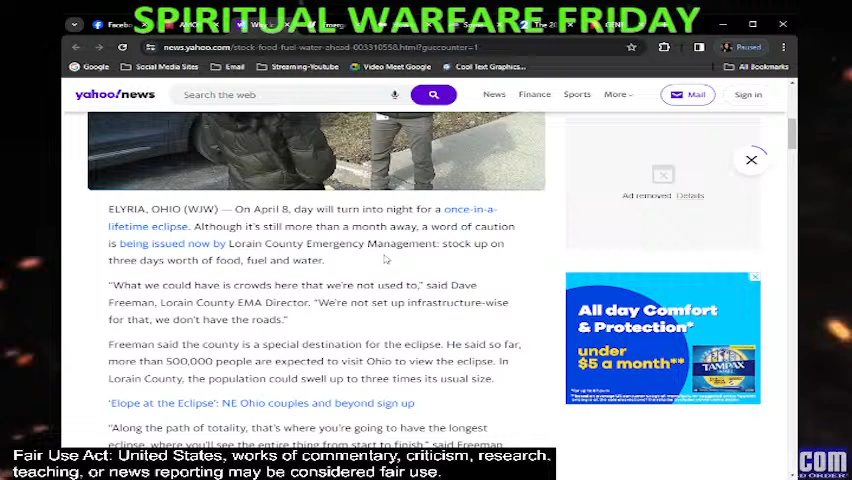 SPIRITUAL WARFARE FRIDAY
Facebook
news.yahoo.com/stock-food-fuel-water-ahead-003310558.html?guccounter=1
Paused
Google
Social Media Sites
Email
Streaming-Youtube
Video Meet Google
Cool Text Graphics...
All Bookmarks
yahoo!news
Search the web
News
Finance
Sports
More
Mail
Sign in
Ad removed Details
ELYRIA, OHIO (WJW) — On April 8, day will turn into night for a once-in-a-
lifetime eclipse. Although it's still more than a month away, a word of caution
is being issued now by Lorain County Emergency Management: stock up on
three days worth of food, fuel and water.
"What we could have is crowds here that we're not used to," said Dave
Freeman, Lorain County EMA Director. "We're not set up infrastructure-wise
for that, we don't have the roads."
Freeman said the county is a special destination for the eclipse. He said so far,
more than 500,000 people are expected to visit Ohio to view the eclipse. In
Lorain County, the population could swell up to three times its usual size.
'Elope at the Eclipse': NE Ohio couples and beyond sign up
"Along the path of totality, that's where you're going to have the longest
eclipse, where you'll see the entire thing from start to finish," said Freeman
All day Comfort
& Protection*
under
$5 a month**
TAMPAX
Fair Use Act: United States, works of commentary, criticism, research,
teaching, or news reporting may be considered fair use.
COM
D ORDER